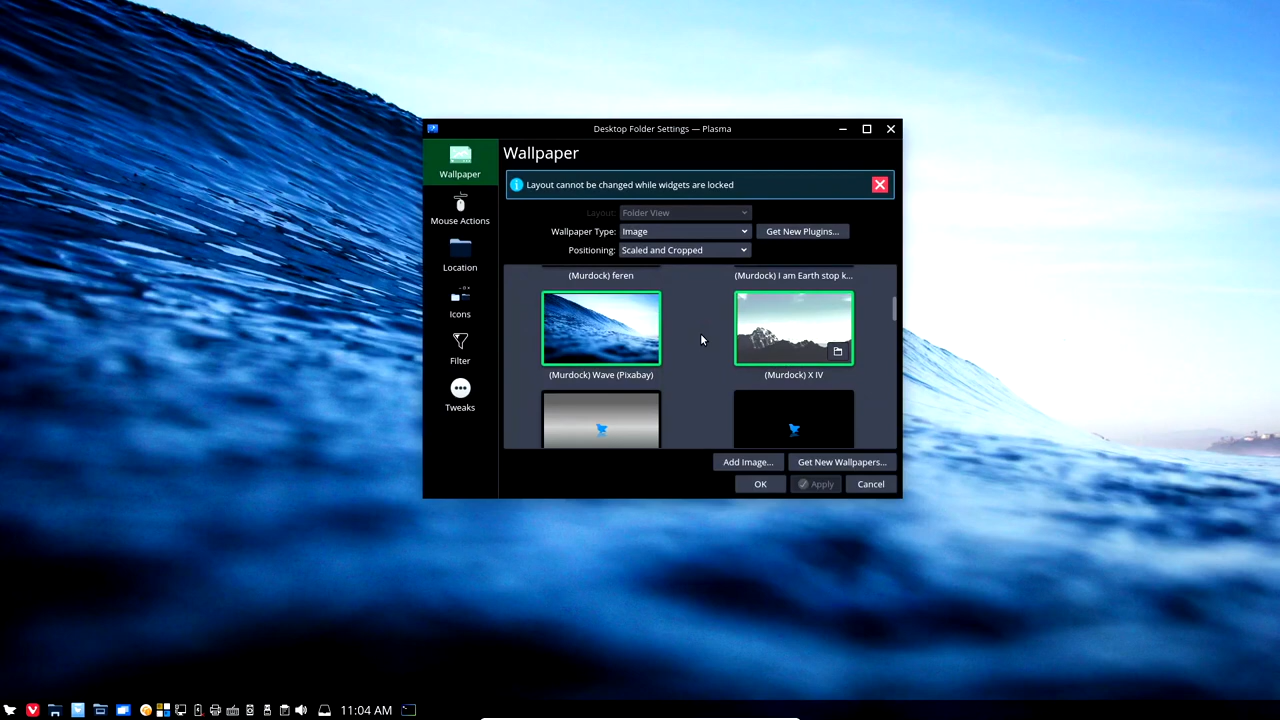 Desktop Folder Settings — Plasma
Wallpaper
Wallpaper
Layout cannot be changed while widgets are locked
Mouse Actions
Layout: Folder View
Wallpaper Type: Image Get New Plugins...
Positioning: Scaled and Cropped
Location
(Murdock) feren (Murdock) I am Earth stop k...
Icons
Filter
(Murdock) Wave (Pixabay) (Murdock) X IV
Tweaks
Add Image... Get New Wallpapers...
OK Apply Cancel
11:04 AM